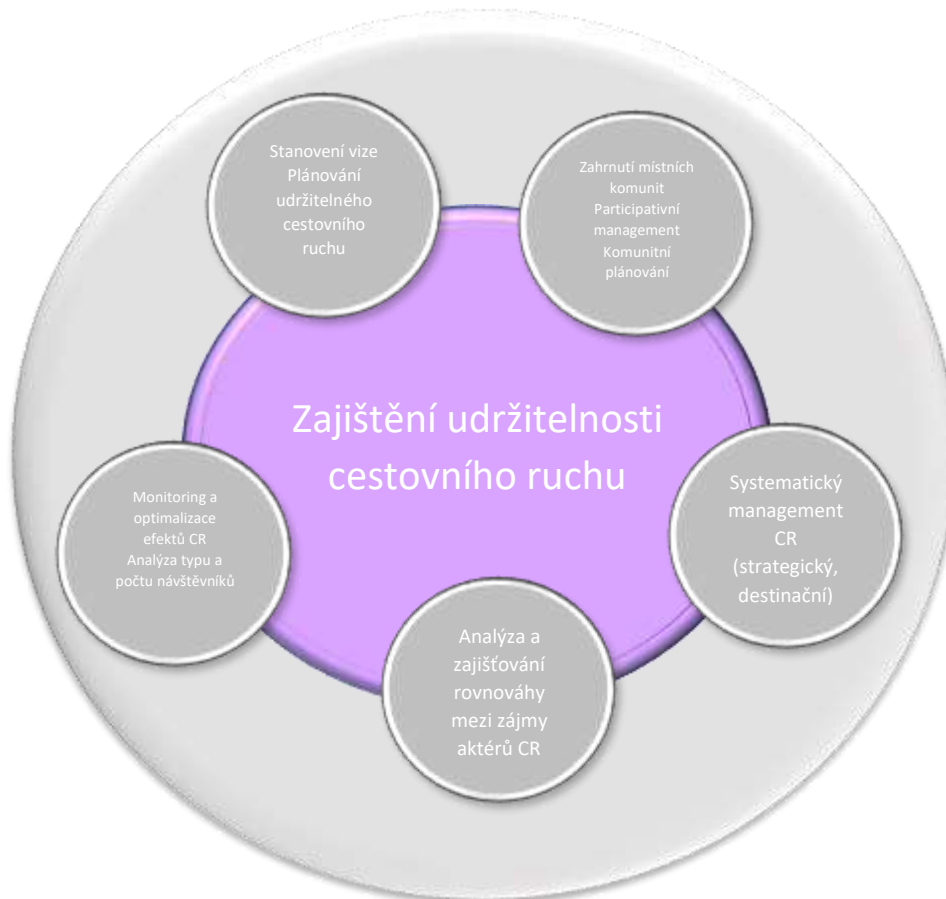 Stanovení vize
Plánování
udržitelného
cestovního
ruchu
Zahrnutí místních
komunit
Participativní
management
Komunitní
plánování
Zajištění udržitelnosti
cestovního ruchu
Systematický
management
CR
(strategický,
destinační)
Monitoring a
optimalizace
efektů CR
Analýza typu a
počtu návštěvníků
Analýza a
zajišťování
rovnováhy
mezi zájmy
aktérů CR